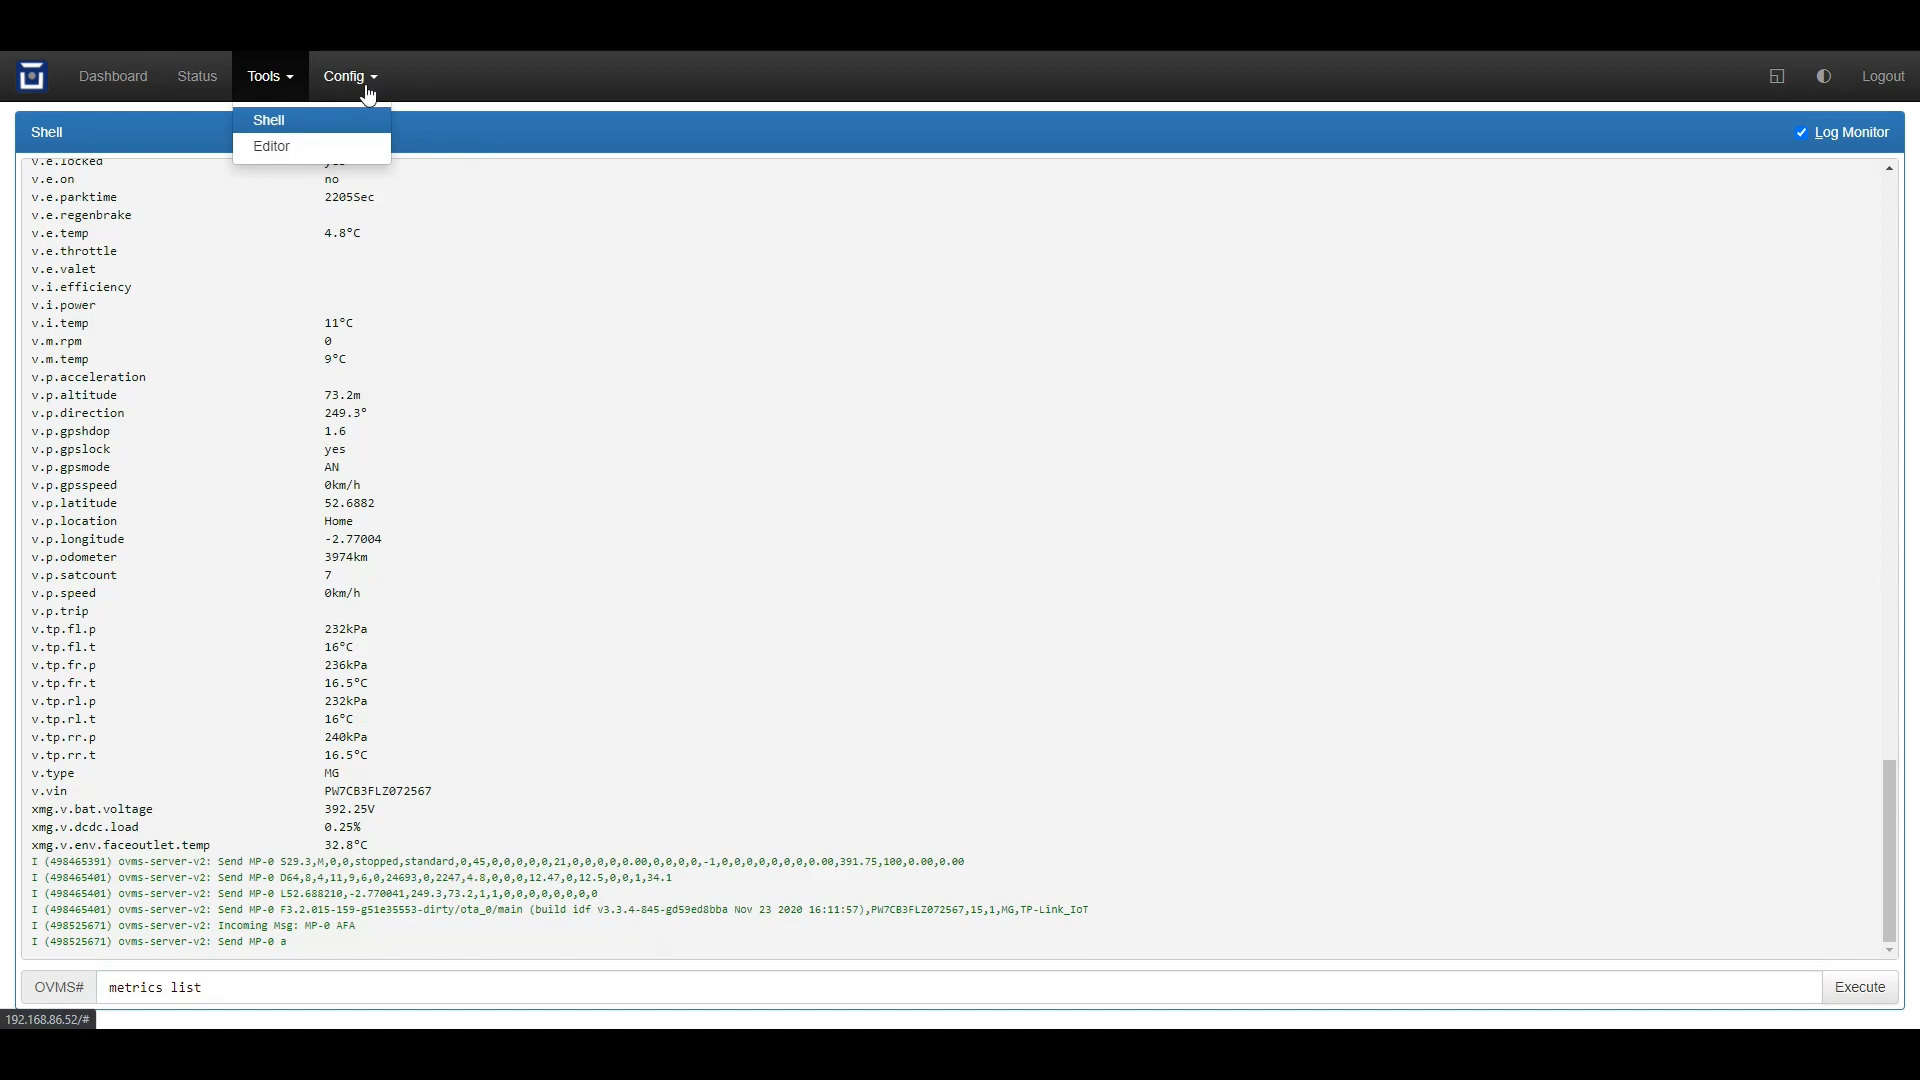 Dashboard Status Tools Config Logout
Shell
Editor
Shell Log Monitor
v.e.locked yes
v.e.on no
v.e.parktime 2205Sec
v.e.regenbrake
v.e.temp 4.8°C
v.e.throttle
v.e.valet
v.i.efficiency
v.i.power
v.i.temp 11°C
v.m.rpm 0
v.m.temp 9°C
v.p.acceleration
v.p.altitude 73.2m
v.p.direction 249.3°
v.p.gpshdop 1.6
v.p.gpslock yes
v.p.gpsmode AN
v.p.gpsspeed 0km/h
v.p.latitude 52.6882
v.p.location Home
v.p.longitude -2.77004
v.p.odometer 3974km
v.p.satcount 7
v.p.speed 0km/h
v.p.trip
v.tp.fl.p 232kPa
v.tp.fl.t 16°C
v.tp.fr.p 236kPa
v.tp.fr.t 16.5°C
v.tp.rl.p 232kPa
v.tp.rl.t 16°C
v.tp.rr.p 240kPa
v.tp.rr.t 16.5°C
v.type MG
v.vin PW7CB3FLZ072567
xmg.v.bat.voltage 392.25V
xmg.v.dcdc.load 0.25%
xmg.v.env.faceoutlet.temp 32.8°C
I (498465391) ovms-server-v2: Send MP-0 S29.3,M,0,0,stopped,standard,0,45,0,0,0,0,0,21,0,0,0,0,0.00,0,0,0,0,-1,0,0,0,0,0,0,0,0.00,391.75,100,0.00,0.00
I (498465401) ovms-server-v2: Send MP-0 D64,8,4,11,9,6,0,24693,0,2247,4.8,0,0,0,12.47,0,12.5,0,0,1,34.1
I (498465401) ovms-server-v2: Send MP-0 L52.688210,-2.770041,249.3,73.2,1,1,0,0,0,0,0,0,0
I (498465401) ovms-server-v2: Send MP-0 F3.2.015-159-g51e35553-dirty/ota_0/main (build idf v3.3.4-845-gd59ed8bba Nov 23 2020 16:11:57),PW7CB3FLZ072567,15,1,MG,TP-Link_IoT
I (498525671) ovms-server-v2: Incoming Msg: MP-0 AFA
I (498525671) ovms-server-v2: Send MP-0 a
OVMS# metrics list Execute
192.168.86.52/#